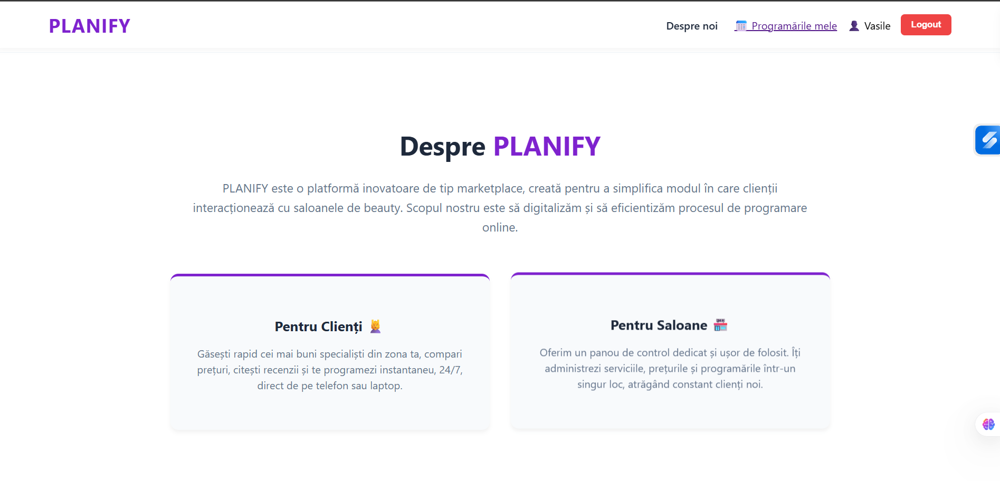 PLANIFY
Despre noi
Programările mele
Vasile
Logout
Despre PLANIFY
PLANIFY este o platformă inovatoare de tip marketplace, creată pentru a simplifica modul în care clienții
interacționează cu saloanele de beauty. Scopul nostru este să digitalizăm și să eficientizăm procesul de programare
online.
Pentru Clienți
Găsești rapid cei mai buni specialiști din zona ta, compari
prețuri, citești recenzii și te programezi instantaneu, 24/7,
direct de pe telefon sau laptop.
Pentru Saloane
Oferim un panou de control dedicat și ușor de folosit. Îți
administrezi serviciile, prețurile și programările într-un
singur loc, atrăgând constant clienți noi.